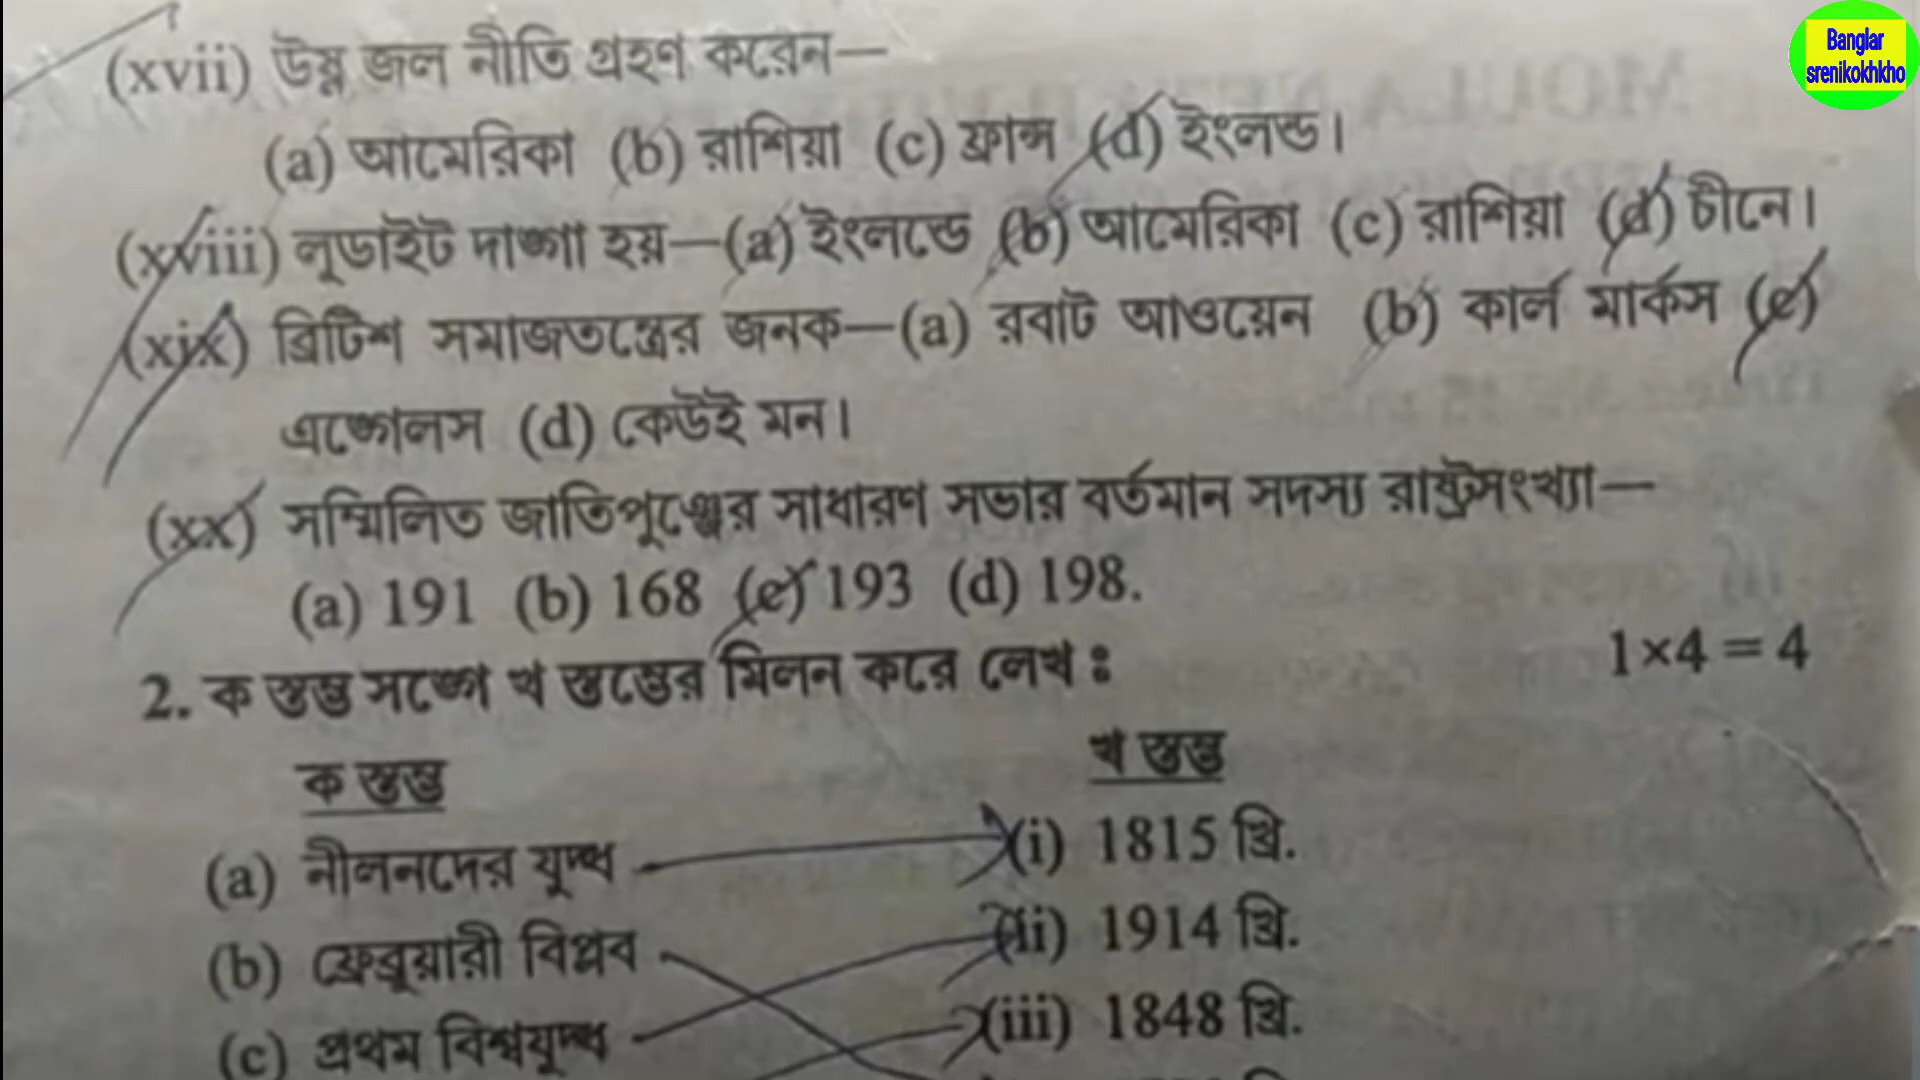 Banglar
srenikokhkho
(xvii) উষ্ণ জল নীতি গ্রহণ করেন—
(a) আমেরিকা (b) রাশিয়া (c) ফ্রান্স (d) ইংলন্ড।
(xviii) লূডাইট দাঙ্গা হয়—(a) ইংলন্ডে (b) আমেরিকা (c) রাশিয়া (d) চীনে।
(xix) ব্রিটিশ সমাজতন্ত্রের জনক—(a) রবাট আওয়েন (b) কার্ল মার্কস (c)
এঙ্গেলস (d) কেউই মন।
(xx) সম্মিলিত জাতিপুঞ্জের সাধারণ সভার বর্তমান সদস্য রাষ্ট্রসংখ্যা—
(a) 191 (b) 168 (c) 193 (d) 198.
2. ক স্তম্ভ সঙ্গে খ স্তম্ভের মিলন করে লেখ ঃ 1×4 = 4
ক স্তম্ভ খ স্তম্ভ
(a) নীলনদের যুদ্ধ (i) 1815 খ্রি.
(b) ফ্রেব্রূয়ারী বিপ্লব (ii) 1914 খ্রি.
(c) প্রথম বিশ্বযুদ্ধ (iii) 1848 খ্রি.